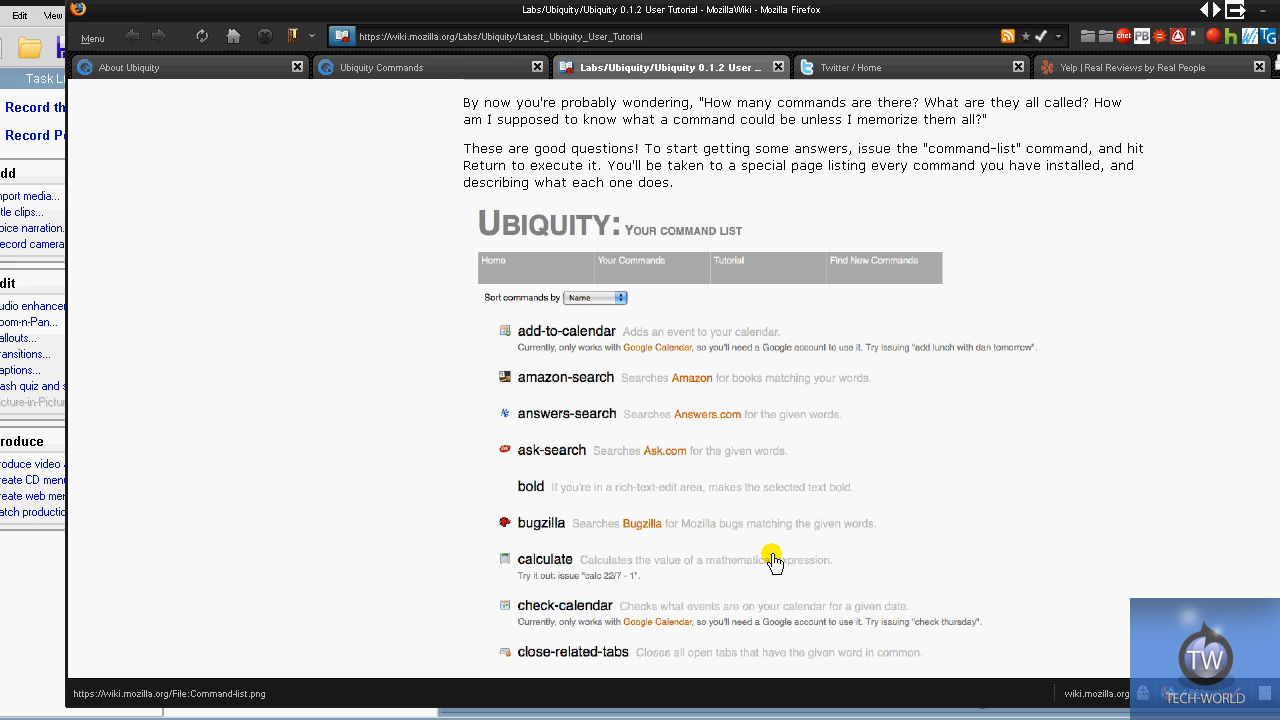 Labs/Ubiquity/Ubiquity 0.1.2 User Tutorial - MozillaWiki - Mozilla Firefox
Edit View
Menu
https://wiki.mozilla.org/Labs/Ubiquity/Latest_Ubiquity_User_Tutorial
cnet PB TG
Task Li
About Ubiquity
Ubiquity Commands
Labs/Ubiquity/Ubiquity 0.1.2 User ...
Twitter / Home
Yelp | Real Reviews by Real People
Record th
Record Po
dd
mport media...
tle clips...
oice narration.
ecord camera
dit
udio enhancer
oom-n-Pan...
allouts...
ransitions...
aptions...
ash quiz and s
icture-in-Pictur
roduce
roduce video
reate CD menu
reate web men
atch productio
By now you're probably wondering, "How many commands are there? What are they all called? How
am I supposed to know what a command could be unless I memorize them all?"
These are good questions! To start getting some answers, issue the "command-list" command, and hit
Return to execute it. You'll be taken to a special page listing every command you have installed, and
describing what each one does.
UBIQUITY: YOUR COMMAND LIST
Home Your Commands Tutorial Find New Commands
Sort commands by Name
add-to-calendar Adds an event to your calendar.
Currently, only works with Google Calendar, so you'll need a Google account to use it. Try issuing "add lunch with dan tomorrow".
amazon-search Searches Amazon for books matching your words.
answers-search Searches Answers.com for the given words.
ask-search Searches Ask.com for the given words.
bold If you're in a rich-text-edit area, makes the selected text bold.
bugzilla Searches Bugzilla for Mozilla bugs matching the given words.
calculate Calculates the value of a mathematic expression.
Try it out: issue "calc 22/7 - 1".
check-calendar Checks what events are on your calendar for a given date.
Currently, only works with Google Calendar, so you'll need a Google account to use it. Try issuing "check thursday".
close-related-tabs Closes all open tabs that have the given word in common.
https://wiki.mozilla.org/File:Command-list.png
wiki.mozilla.org
TW
TECH-WORLD